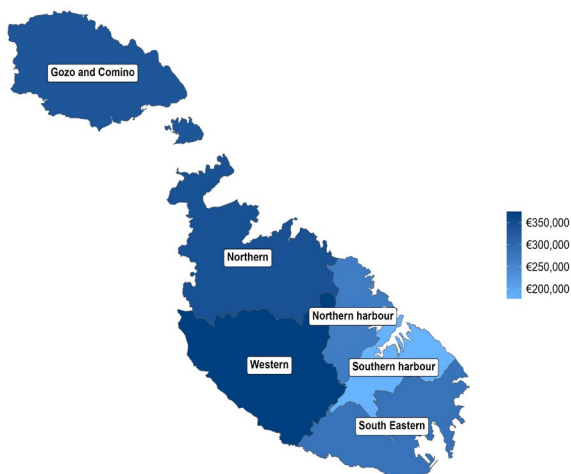 Gozo and Comino
Northern
Northern harbour
Western
Southern harbour
South Eastern
€350,000
€300,000
€250,000
€200,000